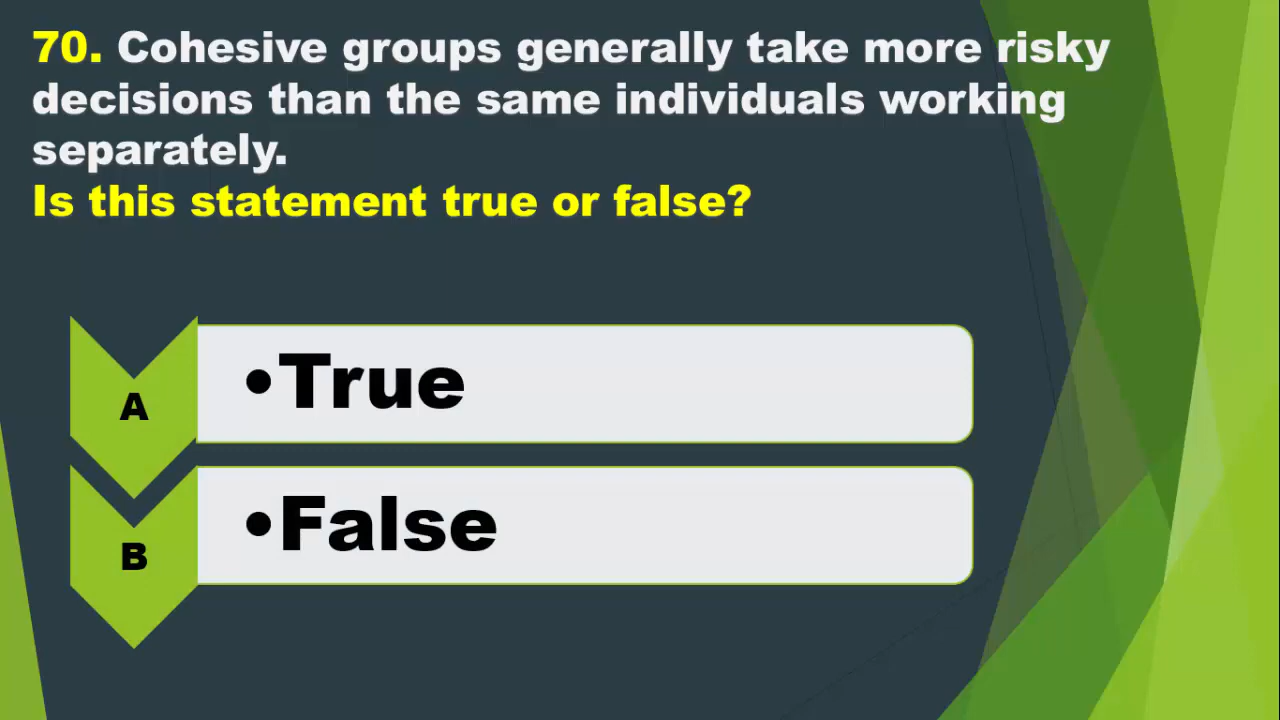 70. Cohesive groups generally take more risky
decisions than the same individuals working
separately.
Is this statement true or false?
A
•True
B
•False